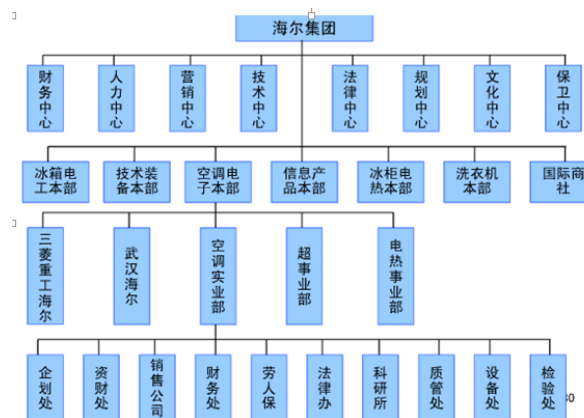 海尔集团
财务中心
人力中心
营销中心
技术中心
法律中心
规划中心
文化中心
保卫中心
冰箱电
工本部
技术装
备本部
空调电
子本部
信息产
品本部
冰柜电
热本部
洗衣机
本部
国际商
社
三菱重工海尔
武汉海尔
空调实业部
超事业部
电热事业部
企划处
资财处
销售公司
财务处
劳人保
法律办
科研所
质管处
设备处
检验处
30